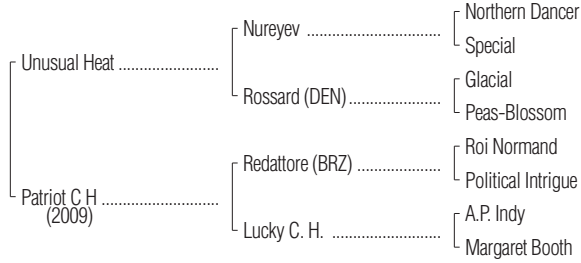 Northern Dancer
Nureyev ........................................
Special
Unusual Heat ..............................
Glacial
Rossard (DEN) ...........................
Peas-Blossom
Roi Normand
Redattore (BRZ) .........................
Political Intrigue
Patriot C H ...................................
(2009)
A.P. Indy
Lucky C. H. ................................
Margaret Booth